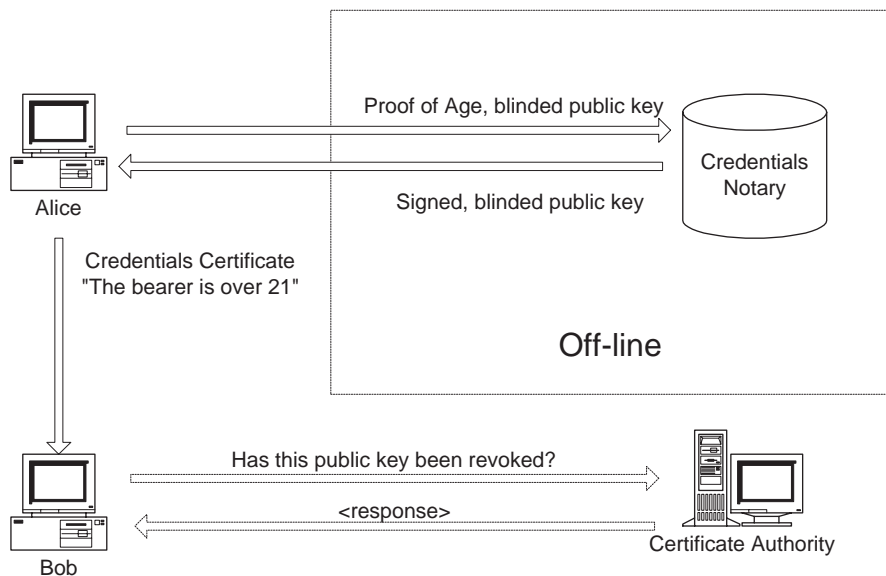 Proof of Age, blinded public key
Credentials
Notary
Signed, blinded public key
Alice
Credentials Certificate
"The bearer is over 21"
Off-line
Has this public key been revoked?
<response>
Certificate Authority
Bob